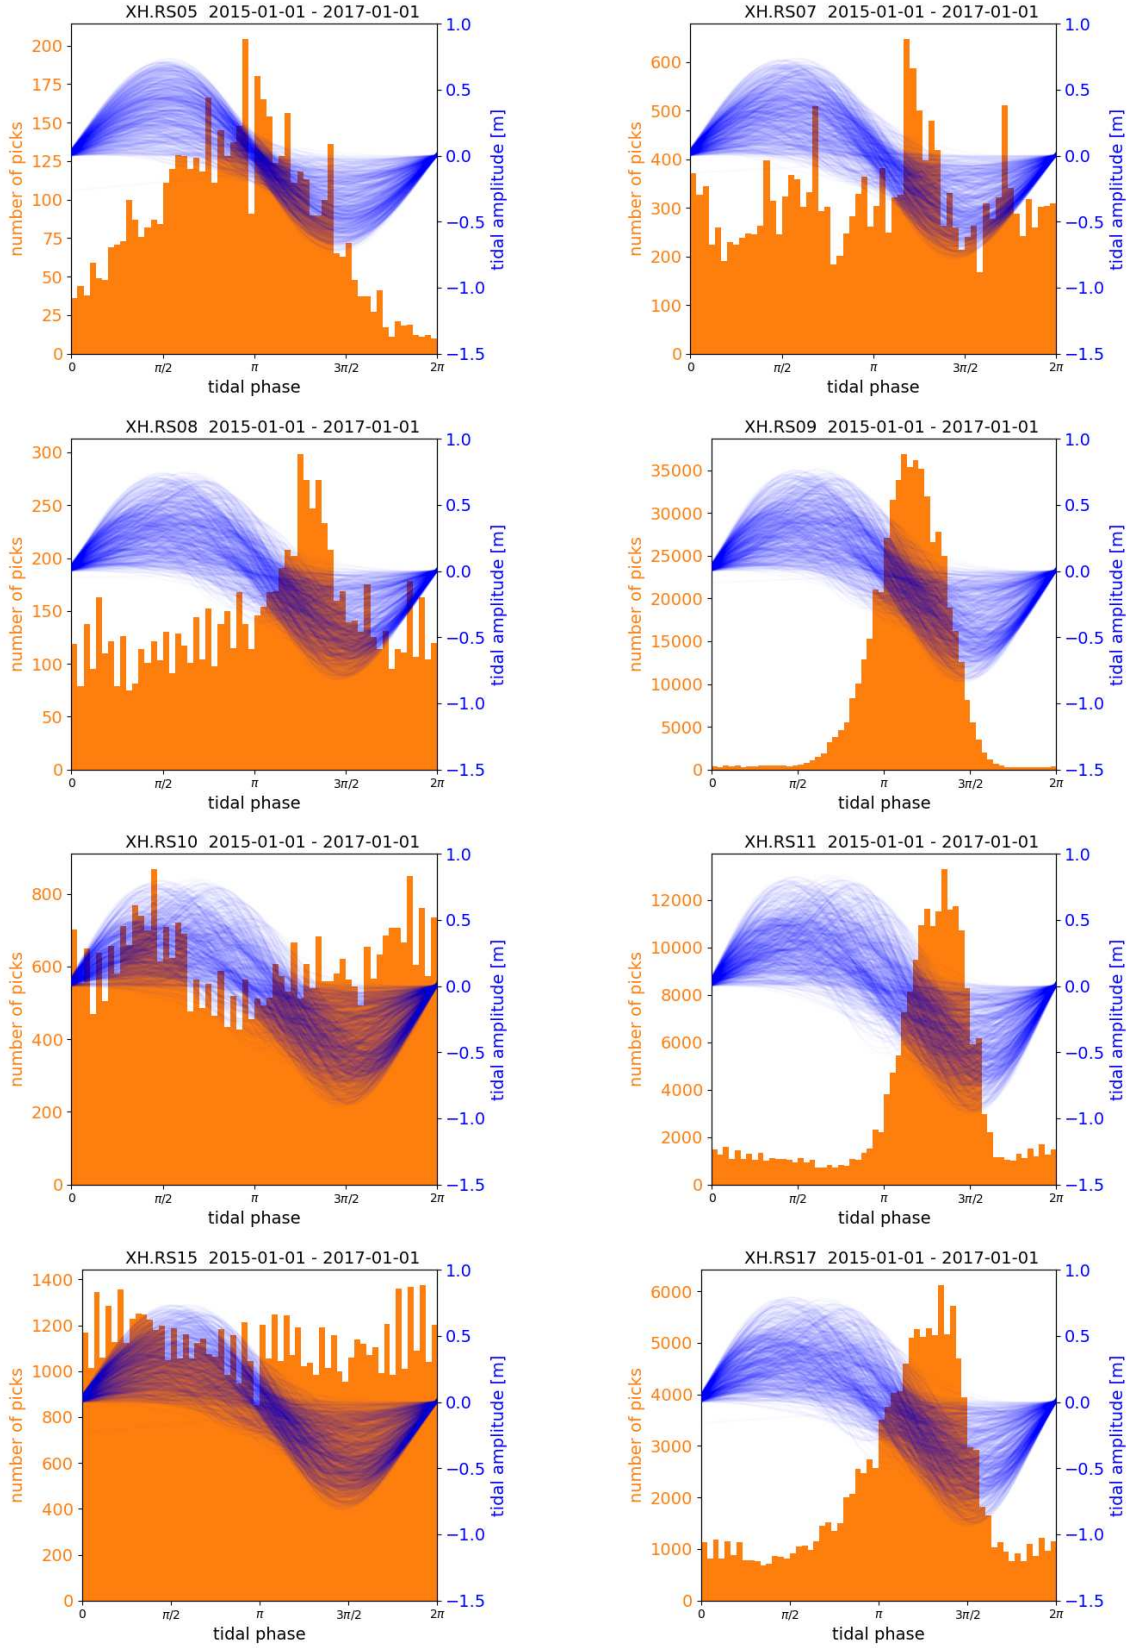 XH.RS05 2015-01-01 - 2017-01-01
number of picks
200
175
150
125
100
75
50
25
0
1.0
0.5
0.0
−0.5
−1.0
−1.5
tidal amplitude [m]
0 π/2 π 3π/2 2π
tidal phase
XH.RS07 2015-01-01 - 2017-01-01
number of picks
600
500
400
300
200
100
0
1.0
0.5
0.0
−0.5
−1.0
−1.5
tidal amplitude [m]
0 π/2 π 3π/2 2π
tidal phase
XH.RS08 2015-01-01 - 2017-01-01
number of picks
300
250
200
150
100
50
0
1.0
0.5
0.0
−0.5
−1.0
−1.5
tidal amplitude [m]
0 π/2 π 3π/2 2π
tidal phase
XH.RS09 2015-01-01 - 2017-01-01
number of picks
35000
30000
25000
20000
15000
10000
5000
0
1.0
0.5
0.0
−0.5
−1.0
−1.5
tidal amplitude [m]
0 π/2 π 3π/2 2π
tidal phase
XH.RS10 2015-01-01 - 2017-01-01
number of picks
800
600
400
200
0
1.0
0.5
0.0
−0.5
−1.0
−1.5
tidal amplitude [m]
0 π/2 π 3π/2 2π
tidal phase
XH.RS11 2015-01-01 - 2017-01-01
number of picks
12000
10000
8000
6000
4000
2000
0
1.0
0.5
0.0
−0.5
−1.0
−1.5
tidal amplitude [m]
0 π/2 π 3π/2 2π
tidal phase
XH.RS15 2015-01-01 - 2017-01-01
number of picks
1400
1200
1000
800
600
400
200
0
1.0
0.5
0.0
−0.5
−1.0
−1.5
tidal amplitude [m]
0 π/2 π 3π/2 2π
tidal phase
XH.RS17 2015-01-01 - 2017-01-01
number of picks
6000
5000
4000
3000
2000
1000
0
1.0
0.5
0.0
−0.5
−1.0
−1.5
tidal amplitude [m]
0 π/2 π 3π/2 2π
tidal phase